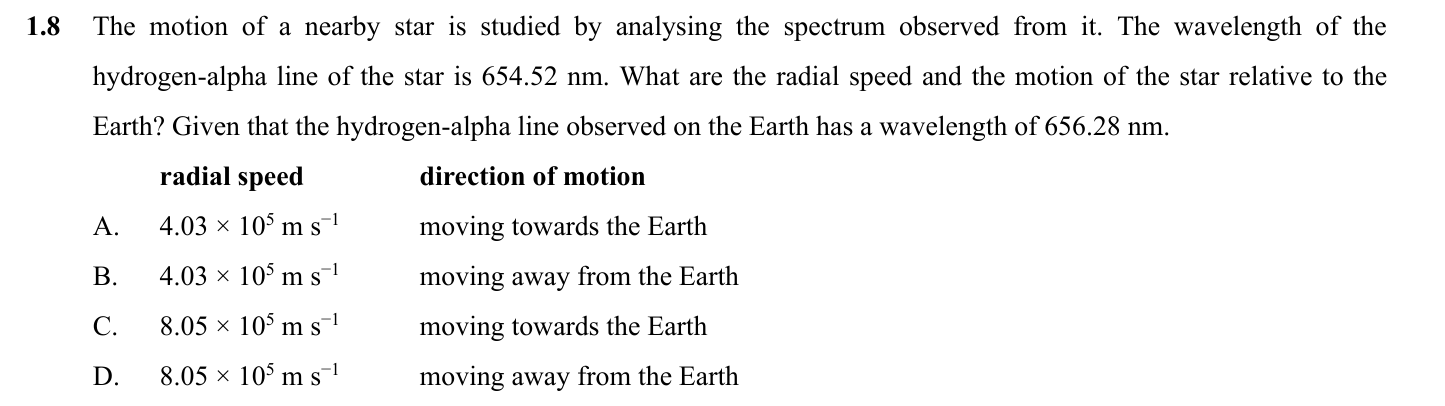 1.8 The motion of a nearby star is studied by analysing the spectrum observed from it. The wavelength of the
hydrogen-alpha line of the star is 654.52 nm. What are the radial speed and the motion of the star relative to the
Earth? Given that the hydrogen-alpha line observed on the Earth has a wavelength of 656.28 nm.
radial speed direction of motion
A. 4.03 × 10⁵ m s⁻¹ moving towards the Earth
B. 4.03 × 10⁵ m s⁻¹ moving away from the Earth
C. 8.05 × 10⁵ m s⁻¹ moving towards the Earth
D. 8.05 × 10⁵ m s⁻¹ moving away from the Earth